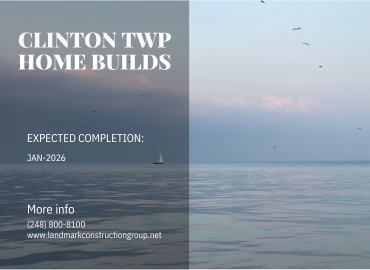 CLINTON TWP
HOME BUILDS
EXPECTED COMPLETION:
JAN-2026
More info
(248) 800-8100
www.landmarkconstructiongroup.net